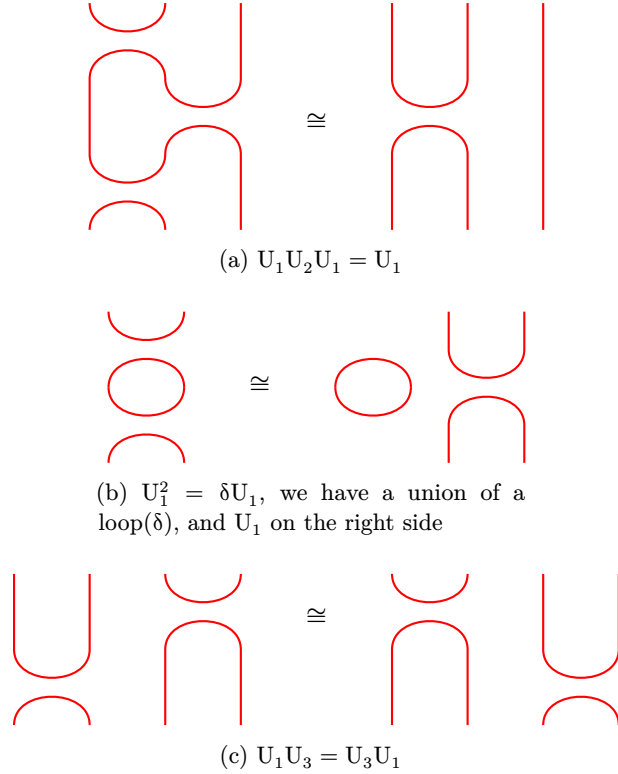 ≅
(a) U₁U₂U₁ = U₁
≅
(b) U₁² = δU₁, we have a union of a
loop(δ), and U₁ on the right side
≅
(c) U₁U₃ = U₃U₁